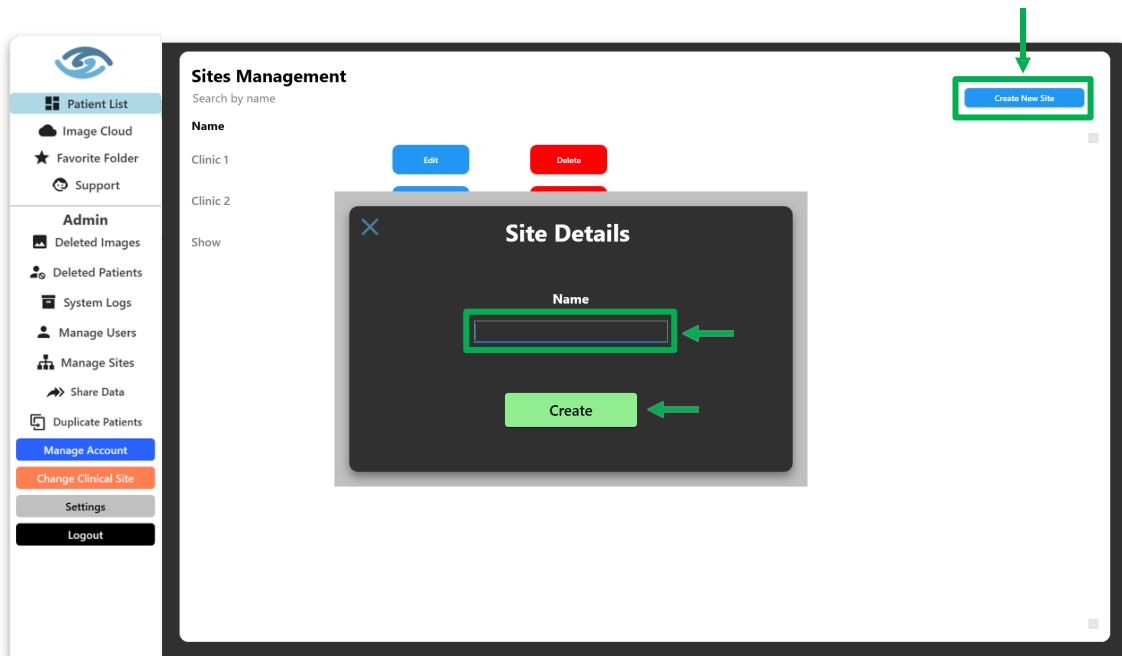 Patient List
Image Cloud
Favorite Folder
Support
Admin
Deleted Images
Deleted Patients
System Logs
Manage Users
Manage Sites
Share Data
Duplicate Patients
Manage Account
Change Clinical Site
Settings
Logout
Sites Management
Search by name
Create New Site
Name
Clinic 1 Edit Delete
Clinic 2
Show
Site Details
Name
Create